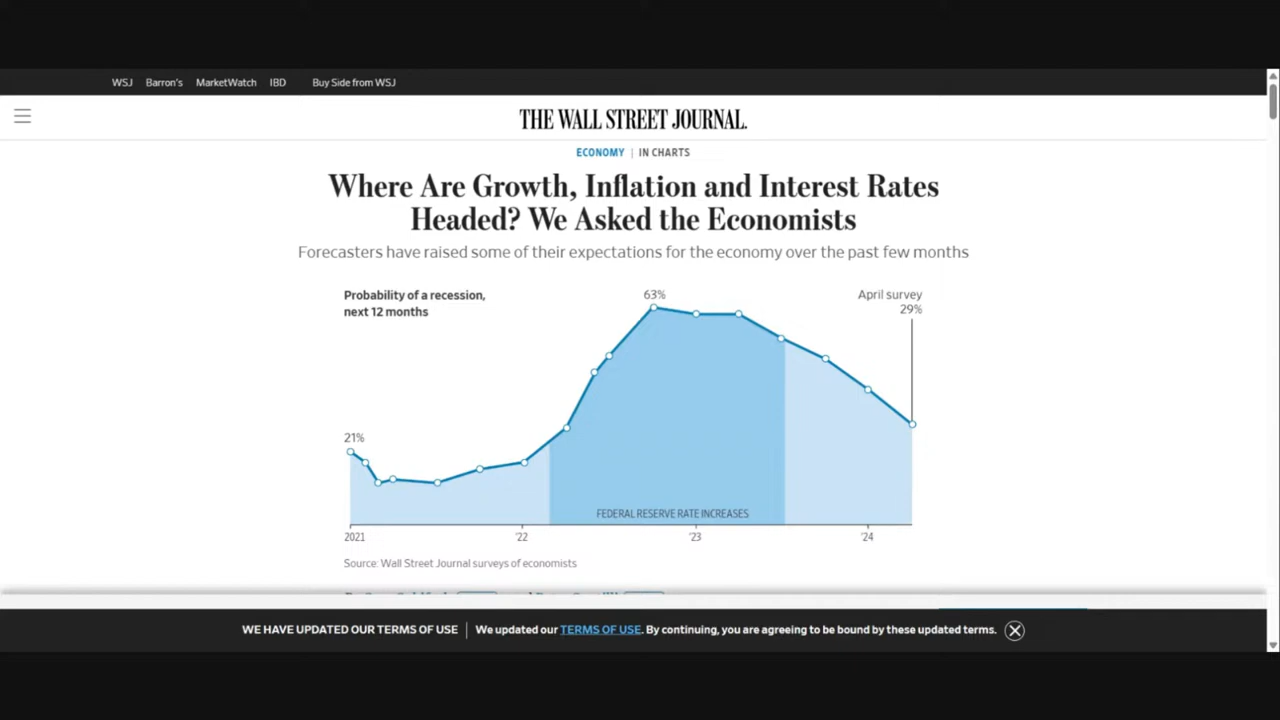 WSJ Barron's MarketWatch IBD Buy Side from WSJ
THE WALL STREET JOURNAL.
ECONOMY | IN CHARTS
Where Are Growth, Inflation and Interest Rates
Headed? We Asked the Economists
Forecasters have raised some of their expectations for the economy over the past few months
Probability of a recession,
next 12 months
63%
April survey
29%
21%
FEDERAL RESERVE RATE INCREASES
2021 '22 '23 '24
Source: Wall Street Journal surveys of economists
WE HAVE UPDATED OUR TERMS OF USE | We updated our TERMS OF USE. By continuing, you are agreeing to be bound by these updated terms.